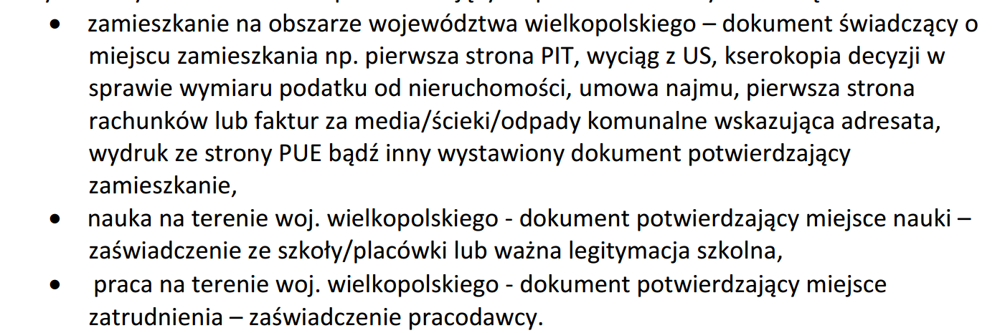 • zamieszkanie na obszarze województwa wielkopolskiego – dokument świadczący o
miejscu zamieszkania np. pierwsza strona PIT, wyciąg z US, kserokopia decyzji w
sprawie wymiaru podatku od nieruchomości, umowa najmu, pierwsza strona
rachunków lub faktur za media/ścieki/odpady komunalne wskazująca adresata,
wydruk ze strony PUE bądź inny wystawiony dokument potwierdzający
zamieszkanie,
• nauka na terenie woj. wielkopolskiego - dokument potwierdzający miejsce nauki –
zaświadczenie ze szkoły/placówki lub ważna legitymacja szkolna,
• praca na terenie woj. wielkopolskiego - dokument potwierdzający miejsce
zatrudnienia – zaświadczenie pracodawcy.